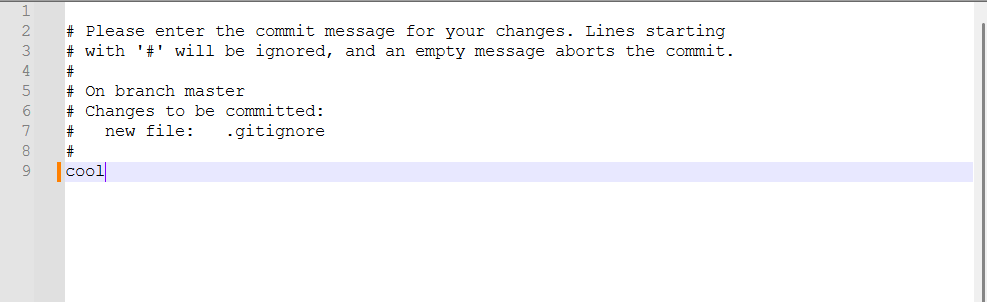 1
2 # Please enter the commit message for your changes. Lines starting
3 # with '#' will be ignored, and an empty message aborts the commit.
4 #
5 # On branch master
6 # Changes to be committed:
7 #   new file:   .gitignore
8 #
9 cool